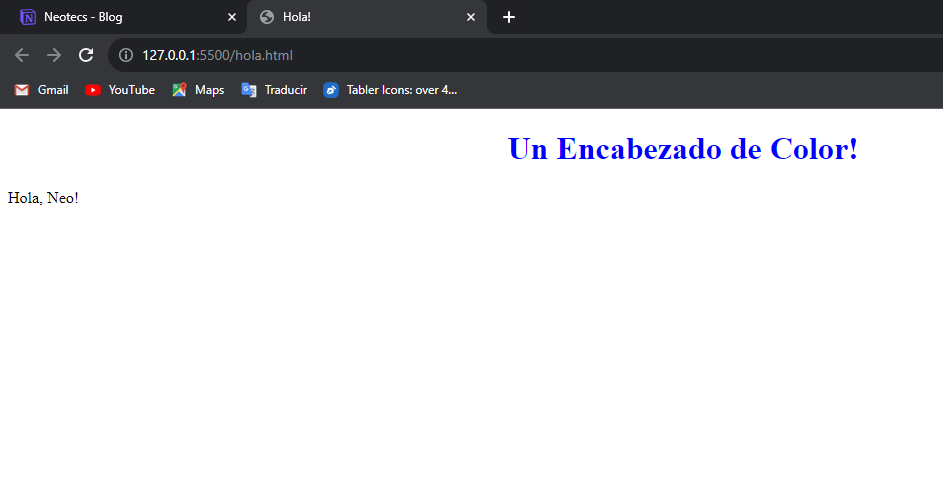 Neotecs - Blog
Hola!
127.0.0.1:5500/hola.html
Gmail YouTube Maps Traducir Tabler Icons: over 4...
Un Encabezado de Color!
Hola, Neo!